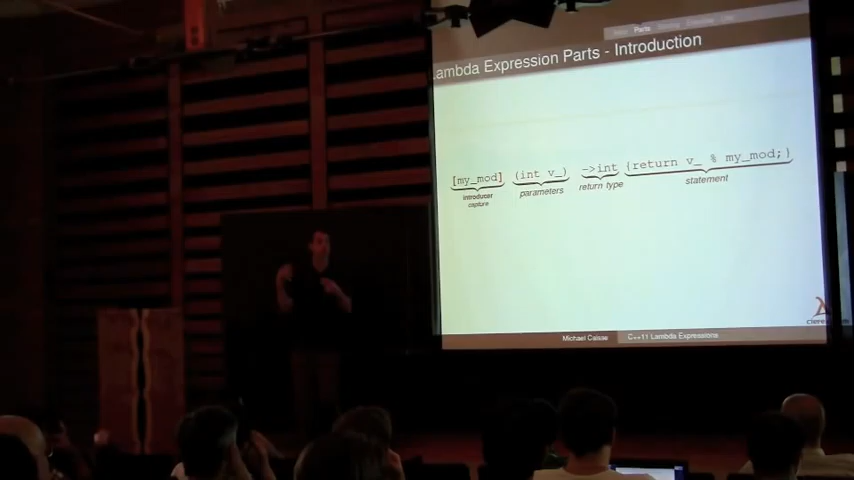 Parts
Lambda Expression Parts - Introduction
[my_mod] (int v_) ->int {return v_ % my_mod;}
introducer parameters return type statement
capture
Michael Caisse C++11 Lambda Expressions